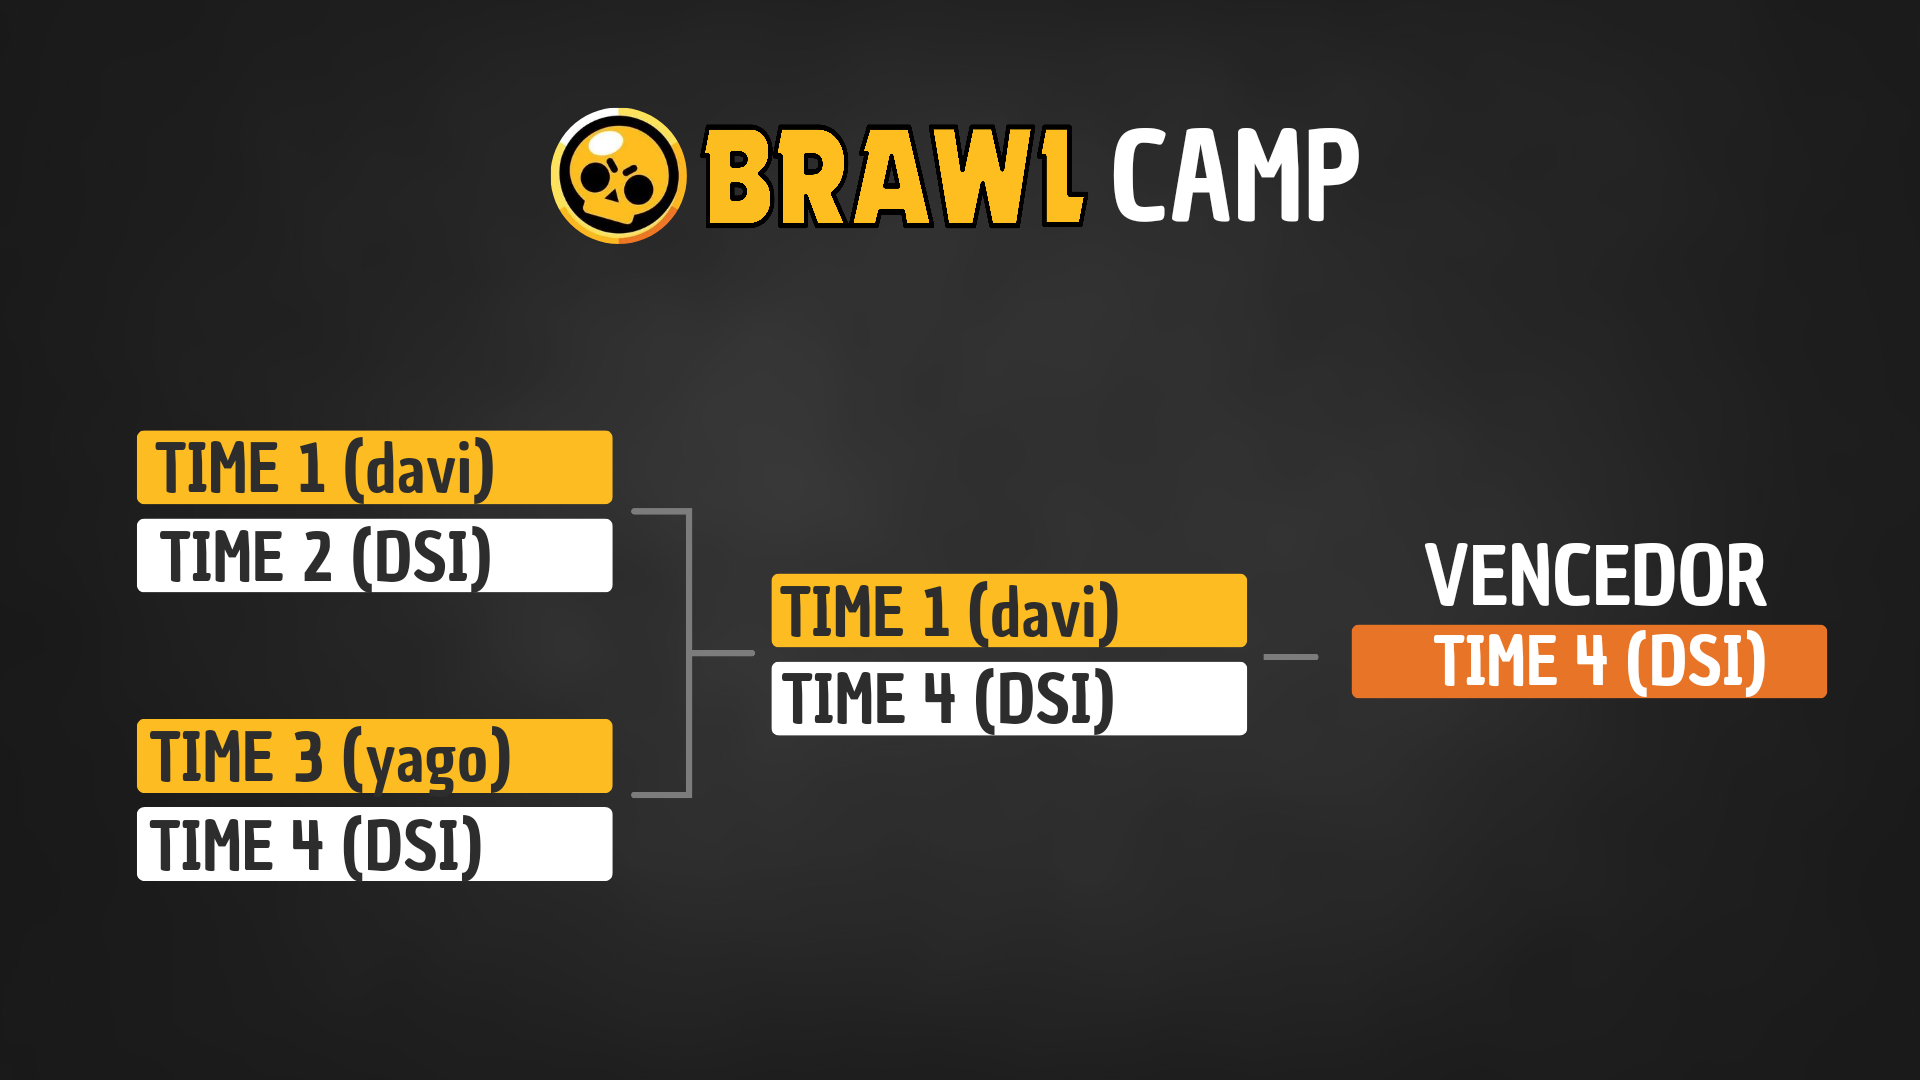 BRAWL CAMP
TIME 1 (davi)
TIME 2 (DSI)
TIME 3 (yago)
TIME 4 (DSI)
TIME 1 (davi)
TIME 4 (DSI)
VENCEDOR
TIME 4 (DSI)